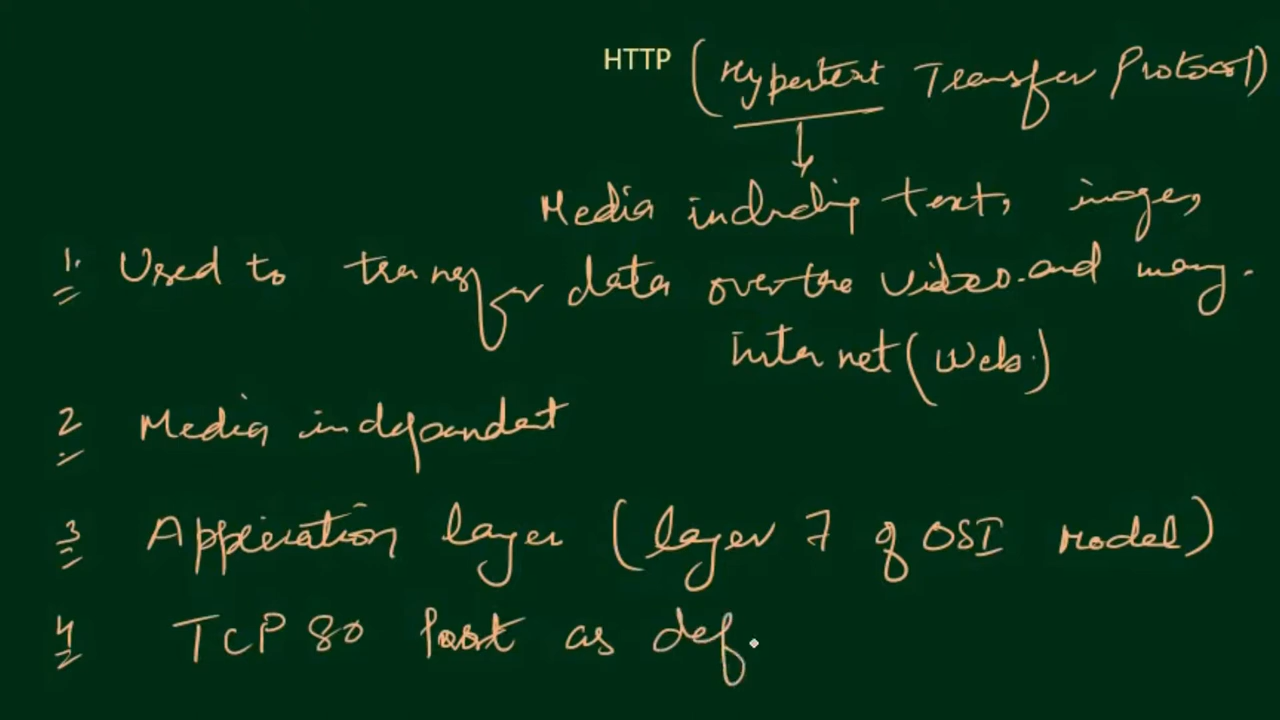 HTTP (Hypertext Transfer Protocol)
Media including text, images,
1. Used to transfer data over the video and many.
internet (Web.)
2 Media independent
3 Application layer (layer 7 of OSI model)
4 TCP 80 Port as def